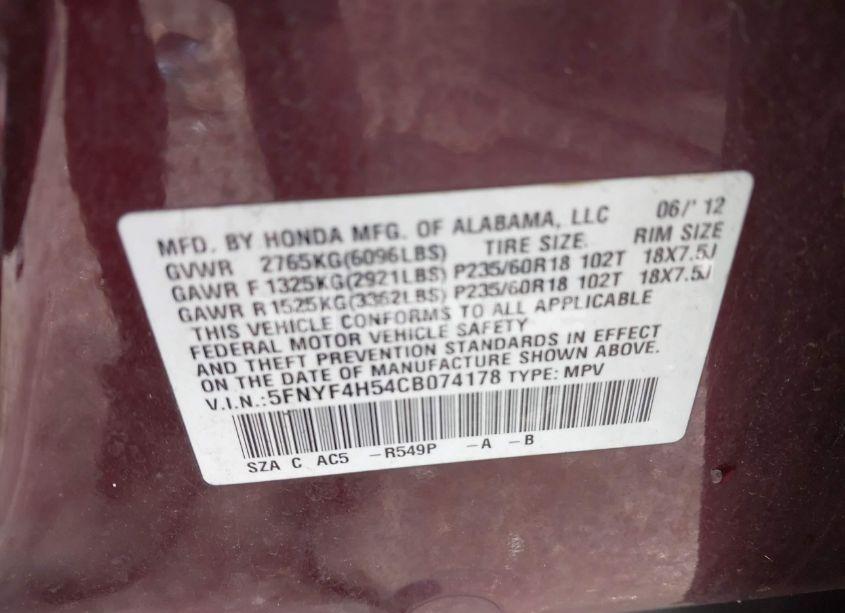 MFD. BY HONDA MFG. OF ALABAMA, LLC 06/'12
GVWR 2765KG(6096LBS) TIRE SIZE. RIM SIZE
GAWR F 1325KG(2921LBS) P235/60R18 102T 18X7.5J
GAWR R 1525KG(3362LBS) P235/60R18 102T 18X7.5J
THIS VEHICLE CONFORMS TO ALL APPLICABLE
FEDERAL MOTOR VEHICLE SAFETY
AND THEFT PREVENTION STANDARDS IN EFFECT
ON THE DATE OF MANUFACTURE SHOWN ABOVE.
V.I.N.:5FNYF4H54CB074178 TYPE: MPV
SZA C AC5 -R549P -A -B